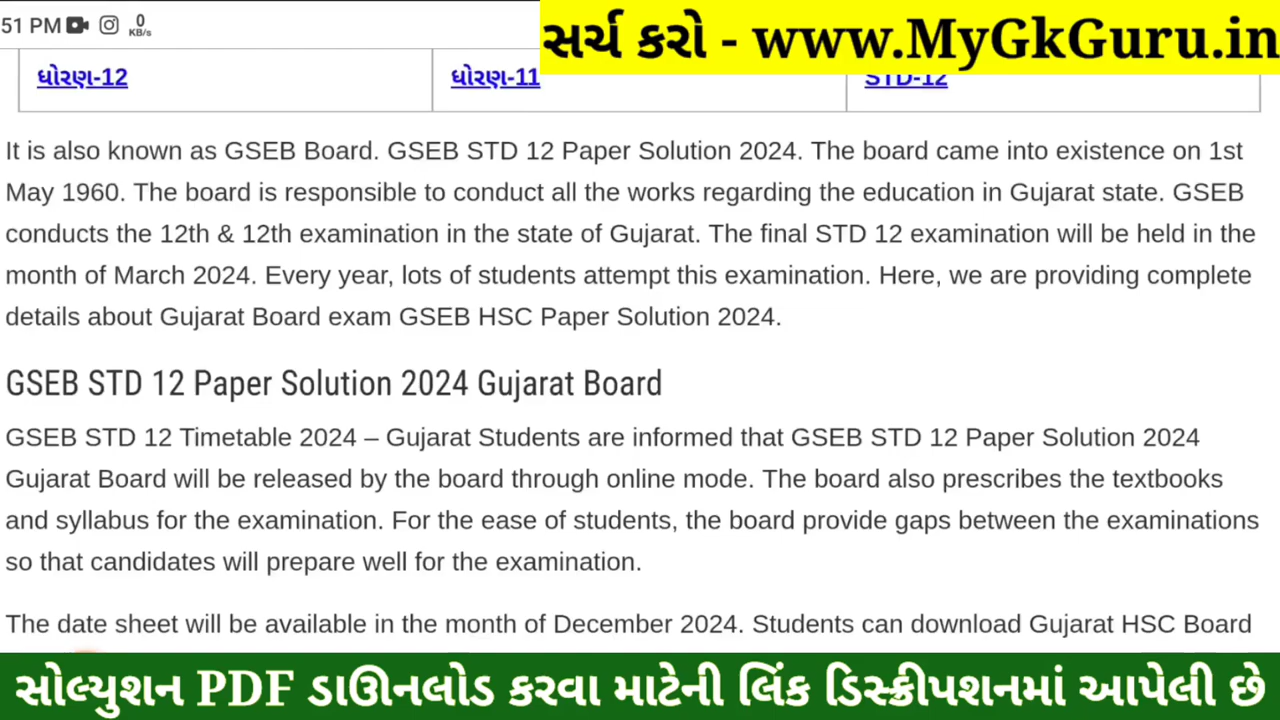 51 PM 0 KB/s
સર્ચ કરો - www.MyGkGuru.in
ધોરણ-12 ધોરણ-11 STD-12
It is also known as GSEB Board. GSEB STD 12 Paper Solution 2024. The board came into existence on 1st
May 1960. The board is responsible to conduct all the works regarding the education in Gujarat state. GSEB
conducts the 12th & 12th examination in the state of Gujarat. The final STD 12 examination will be held in the
month of March 2024. Every year, lots of students attempt this examination. Here, we are providing complete
details about Gujarat Board exam GSEB HSC Paper Solution 2024.
GSEB STD 12 Paper Solution 2024 Gujarat Board
GSEB STD 12 Timetable 2024 – Gujarat Students are informed that GSEB STD 12 Paper Solution 2024
Gujarat Board will be released by the board through online mode. The board also prescribes the textbooks
and syllabus for the examination. For the ease of students, the board provide gaps between the examinations
so that candidates will prepare well for the examination.
The date sheet will be available in the month of December 2024. Students can download Gujarat HSC Board
સોલ્યુશન PDF ડાઊનલોડ કરવા માટેની લિંક ડિસ્ક્રીપશનમાં આપેલી છે